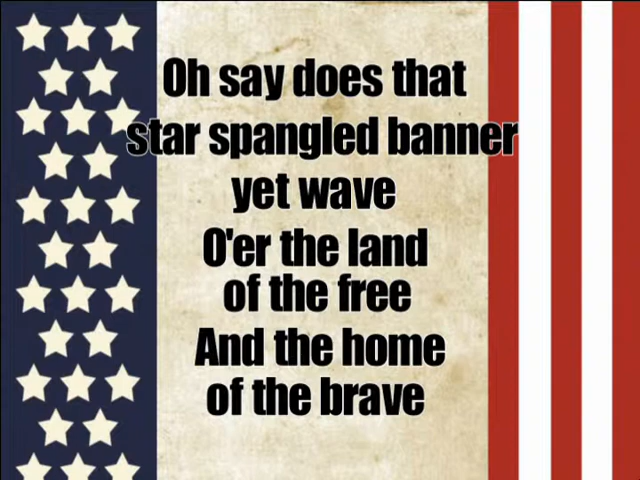 Oh say does that
star spangled banner
yet wave
O'er the land
of the free
And the home
of the brave